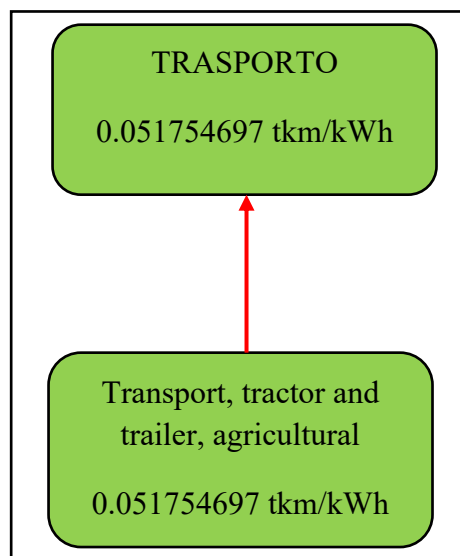 TRASPORTO
0.051754697 tkm/kWh
Transport, tractor and
trailer, agricultural
0.051754697 tkm/kWh